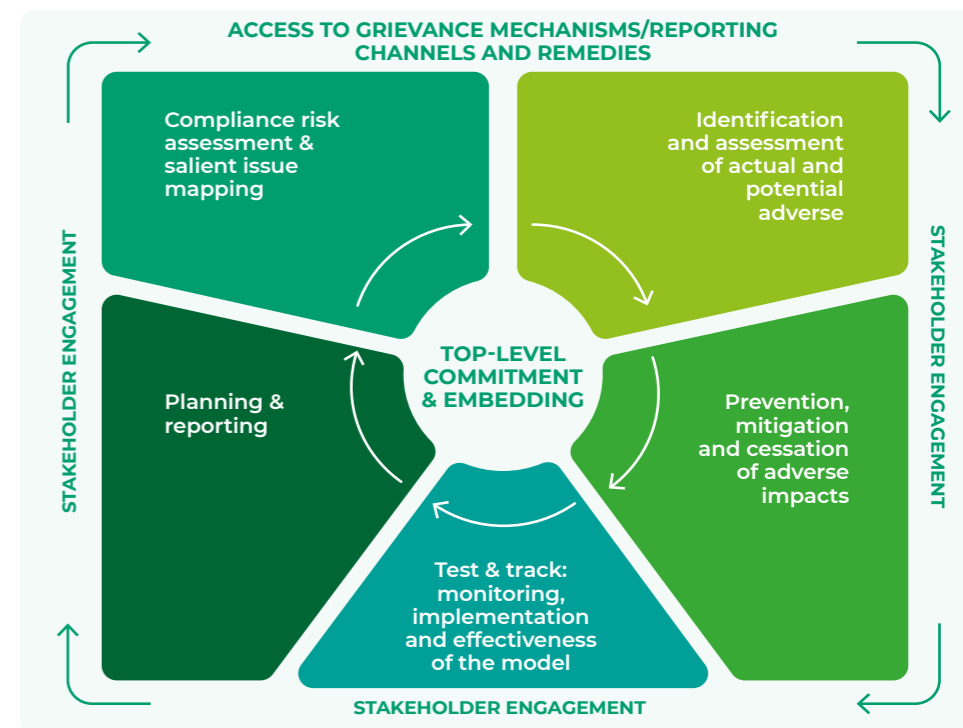 ACCESS TO GRIEVANCE MECHANISMS/REPORTING
CHANNELS AND REMEDIES
Compliance risk
assessment &
salient issue
mapping
Identification
and assessment
of actual and
potential
adverse
STAKEHOLDER ENGAGEMENT
STAKEHOLDER ENGAGEMENT
TOP-LEVEL
COMMITMENT
& EMBEDDING
Planning &
reporting
Prevention,
mitigation
and cessation
of adverse
impacts
Test & track:
monitoring,
implementation
and effectiveness
of the model
STAKEHOLDER ENGAGEMENT